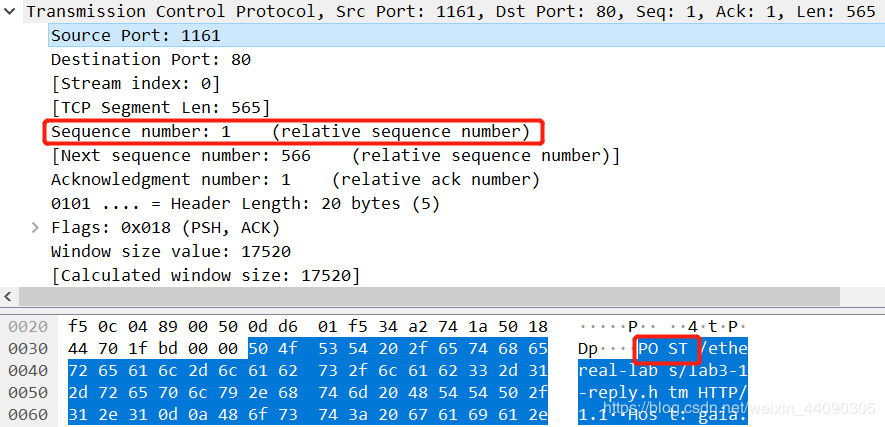 Transmission Control Protocol, Src Port: 1161, Dst Port: 80, Seq: 1, Ack: 1, Len: 565
Source Port: 1161
Destination Port: 80
[Stream index: 0]
[TCP Segment Len: 565]
Sequence number: 1    (relative sequence number)
[Next sequence number: 566    (relative sequence number)]
Acknowledgment number: 1    (relative ack number)
0101 .... = Header Length: 20 bytes (5)
Flags: 0x018 (PSH, ACK)
Window size value: 17520
[Calculated window size: 17520]
0020  f5 0c 04 89 00 50 0d d6  01 f5 34 a2 74 1a 50 18   ·····P·· ··4·t·P·
0030  44 70 1f bd 00 00 50 4f  53 54 20 2f 65 74 68 65   Dp····PO ST /ethe
0040  72 65 61 6c 2d 6c 61 62  73 2f 6c 61 62 33 2d 31   real-lab s/lab3-1
0050  2d 72 65 70 6c 79 2e 68  74 6d 20 48 54 54 50 2f   -reply.h tm HTTP/
0060  31 2e 31 0d 0a 48 6f 73  74 3a 20 67 61 69 61 2e   1.1··Hos t: gaia.
https://blog.csdn.net/weixin_44090305